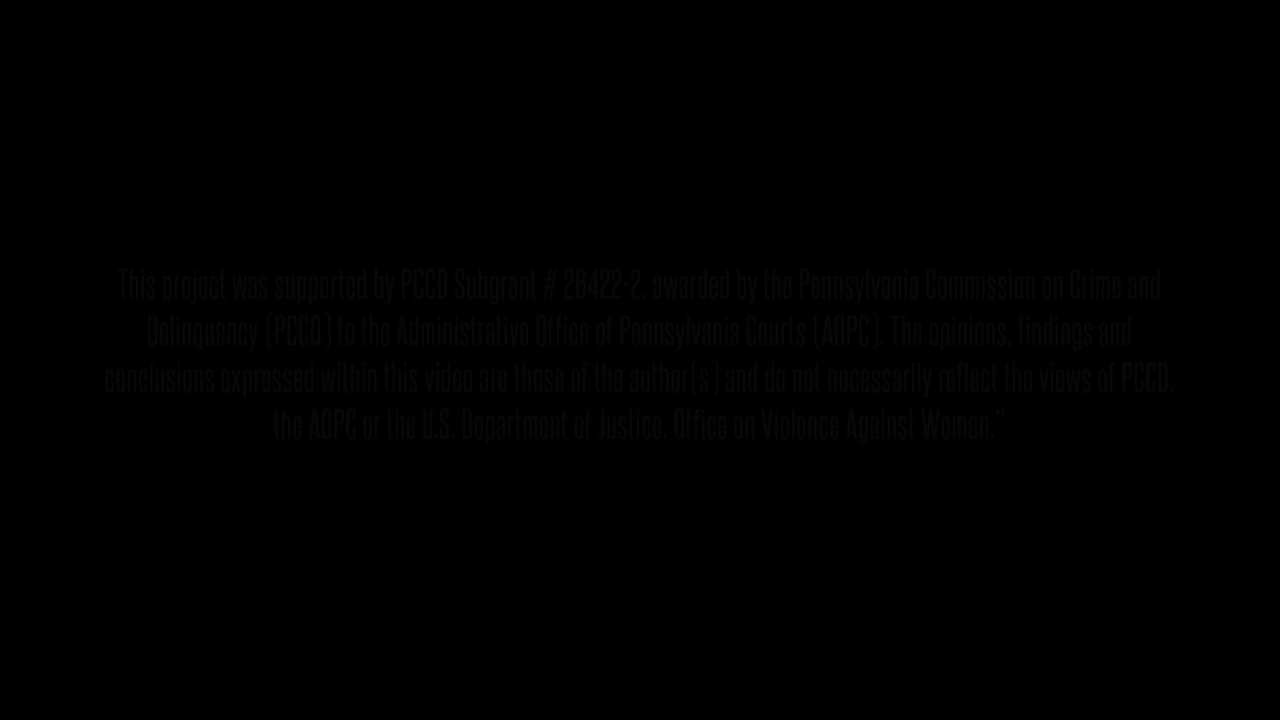 This project was supported by PCCD Subgrant # 28422-2, awarded by the Pennsylvania Commission on Crime and
Delinquency (PCCD) to the Administrative Office of Pennsylvania Courts (AOPC). The opinions, findings and
conclusions expressed within this video are those of the author(s) and do not necessarily reflect the views of PCCD,
the AOPC or the U.S. Department of Justice, Office on Violence Against Women."